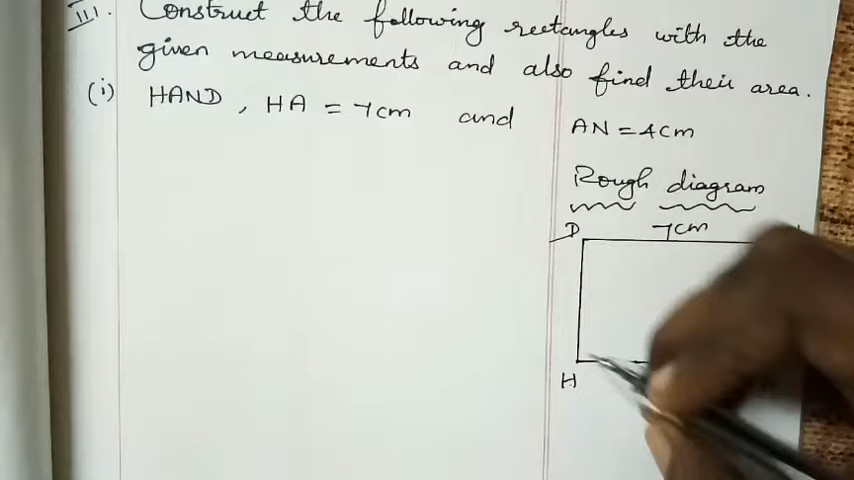 III. Construct the following rectangles with the
given measurements and also find their area.
(i) HAND, HA = 7cm and AN = 4cm
Rough diagram
D 7cm
H